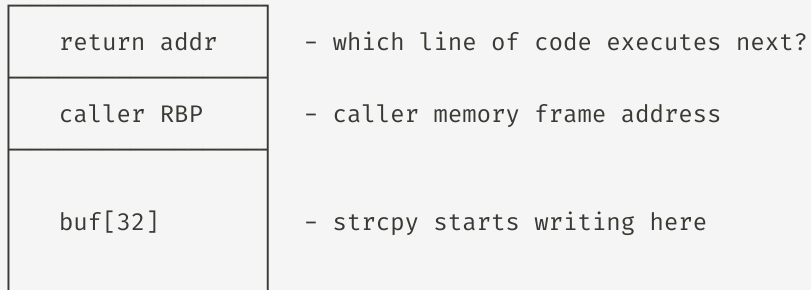 return addr - which line of code executes next?
caller RBP - caller memory frame address
buf[32] - strcpy starts writing here